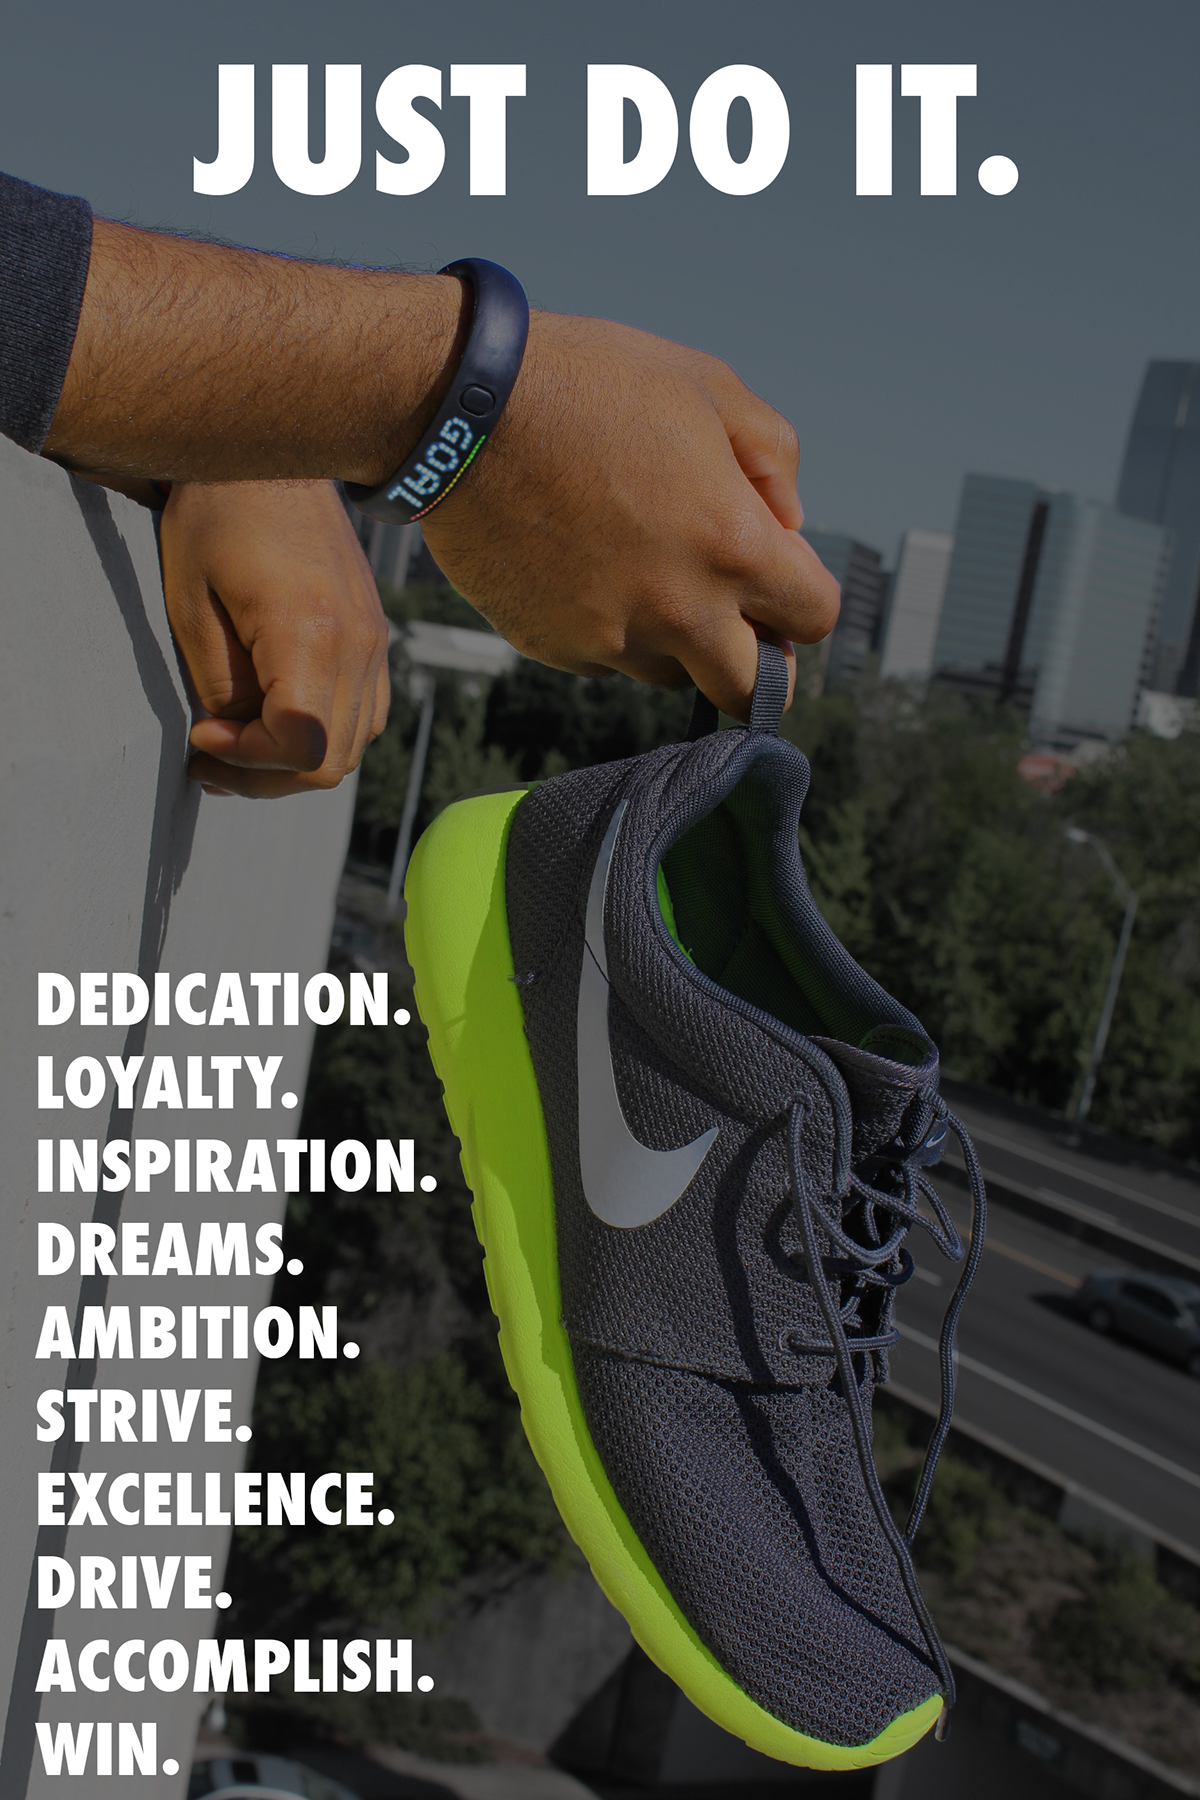 JUST DO IT.
GOAL
DEDICATION.
LOYALTY.
INSPIRATION.
DREAMS.
AMBITION.
STRIVE.
EXCELLENCE.
DRIVE.
ACCOMPLISH.
WIN.